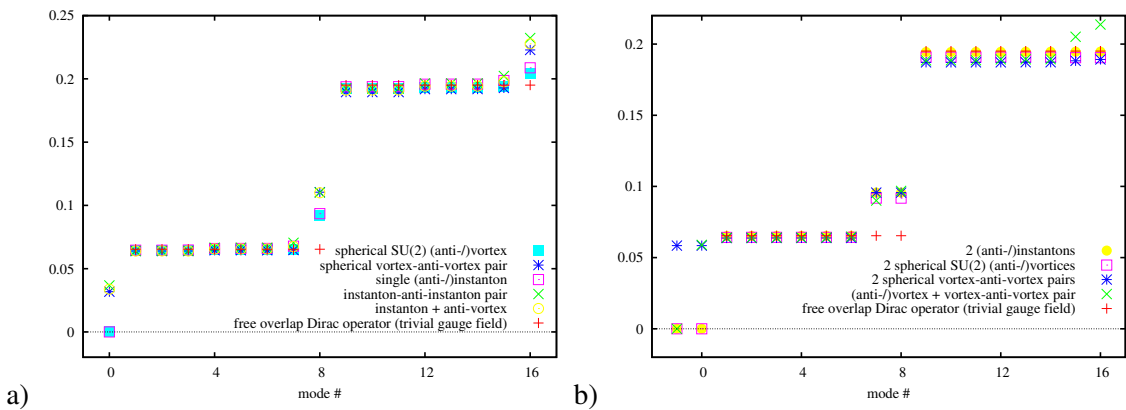 0.25
0.2
0.15
0.1
0.05
0
spherical SU(2) (anti-/)vortex
spherical vortex-anti-vortex pair
single (anti-/)instanton
instanton-anti-instanton pair
instanton + anti-vortex
free overlap Dirac operator (trivial gauge field)
0 4 8 12 16
mode #
a)
0.2
0.15
0.1
0.05
0
2 (anti-/)instantons
2 spherical SU(2) (anti-/)vortices
2 spherical vortex-anti-vortex pairs
(anti-/)vortex + vortex-anti-vortex pair
free overlap Dirac operator (trivial gauge field)
0 4 8 12 16
mode #
b)